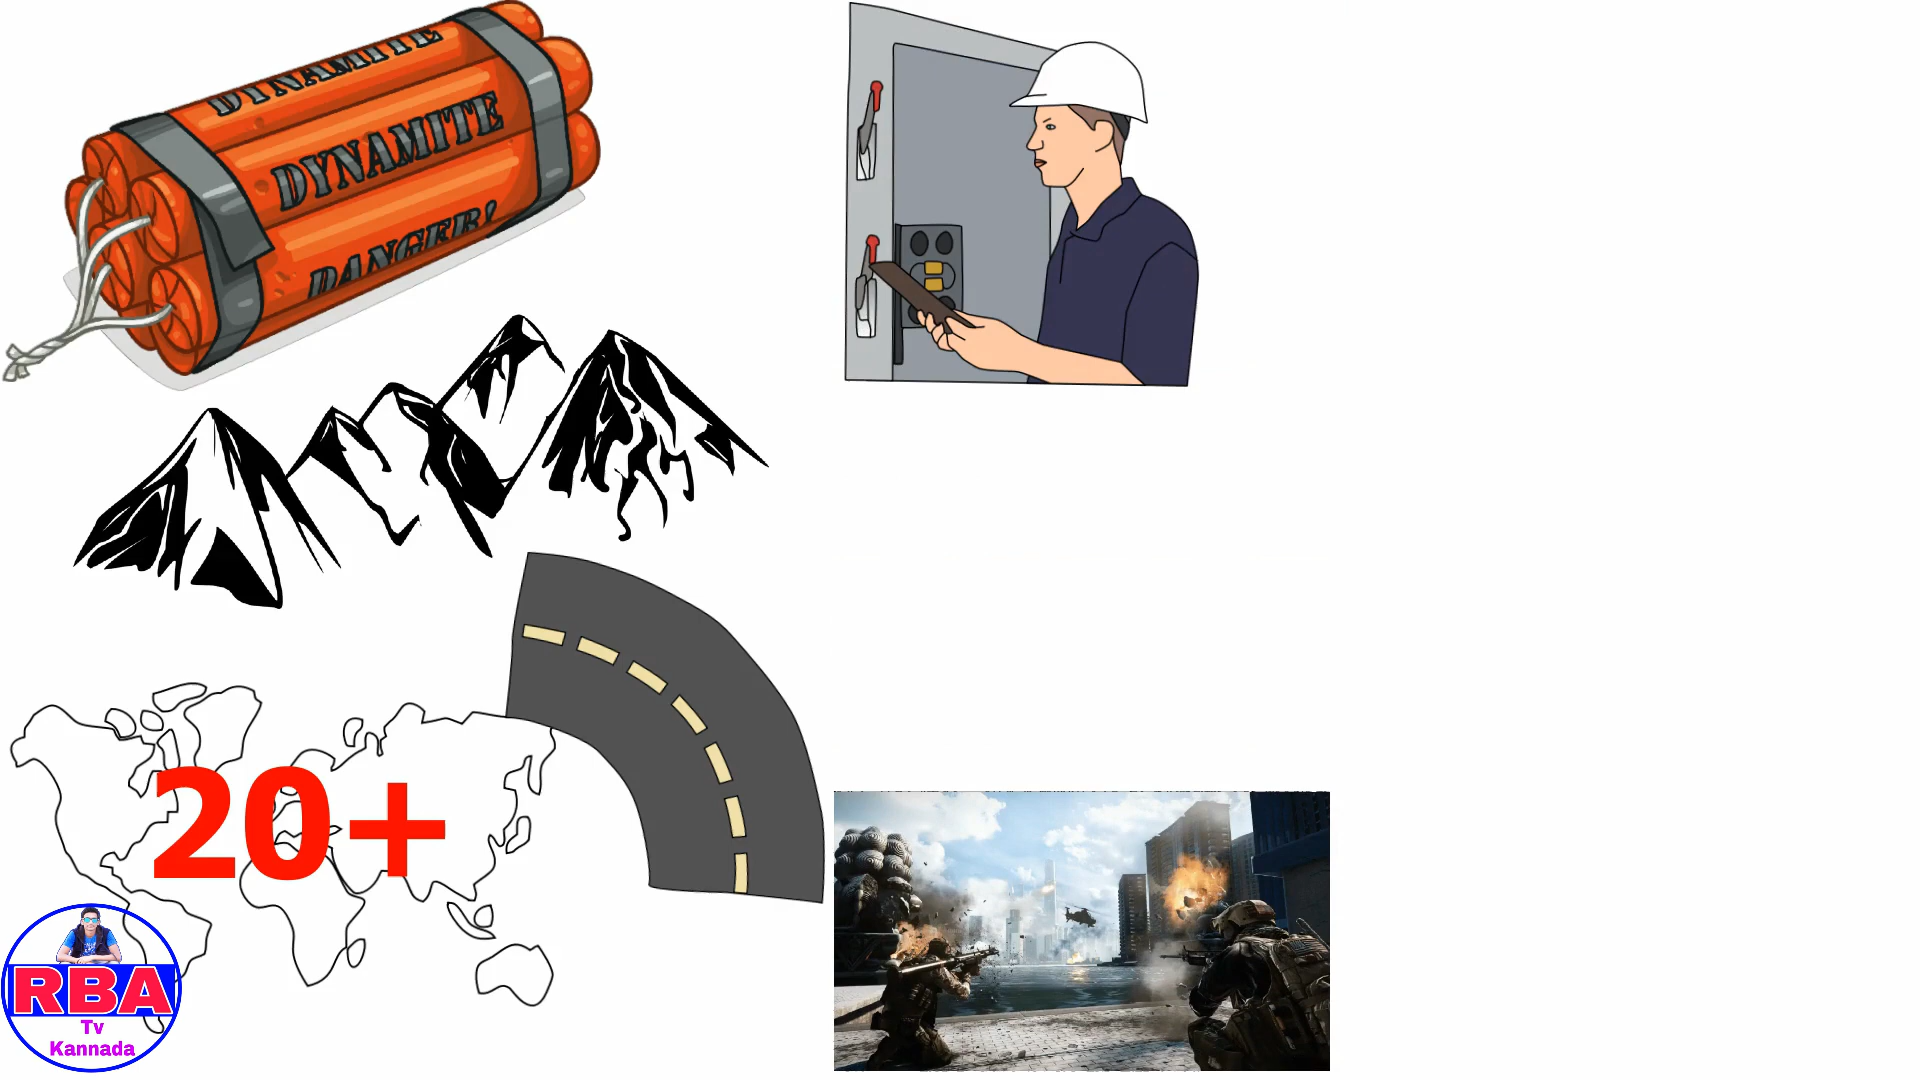 DYNAMITE
DYNAMITE
DANGER!
20+
RBA
Tv
Kannada